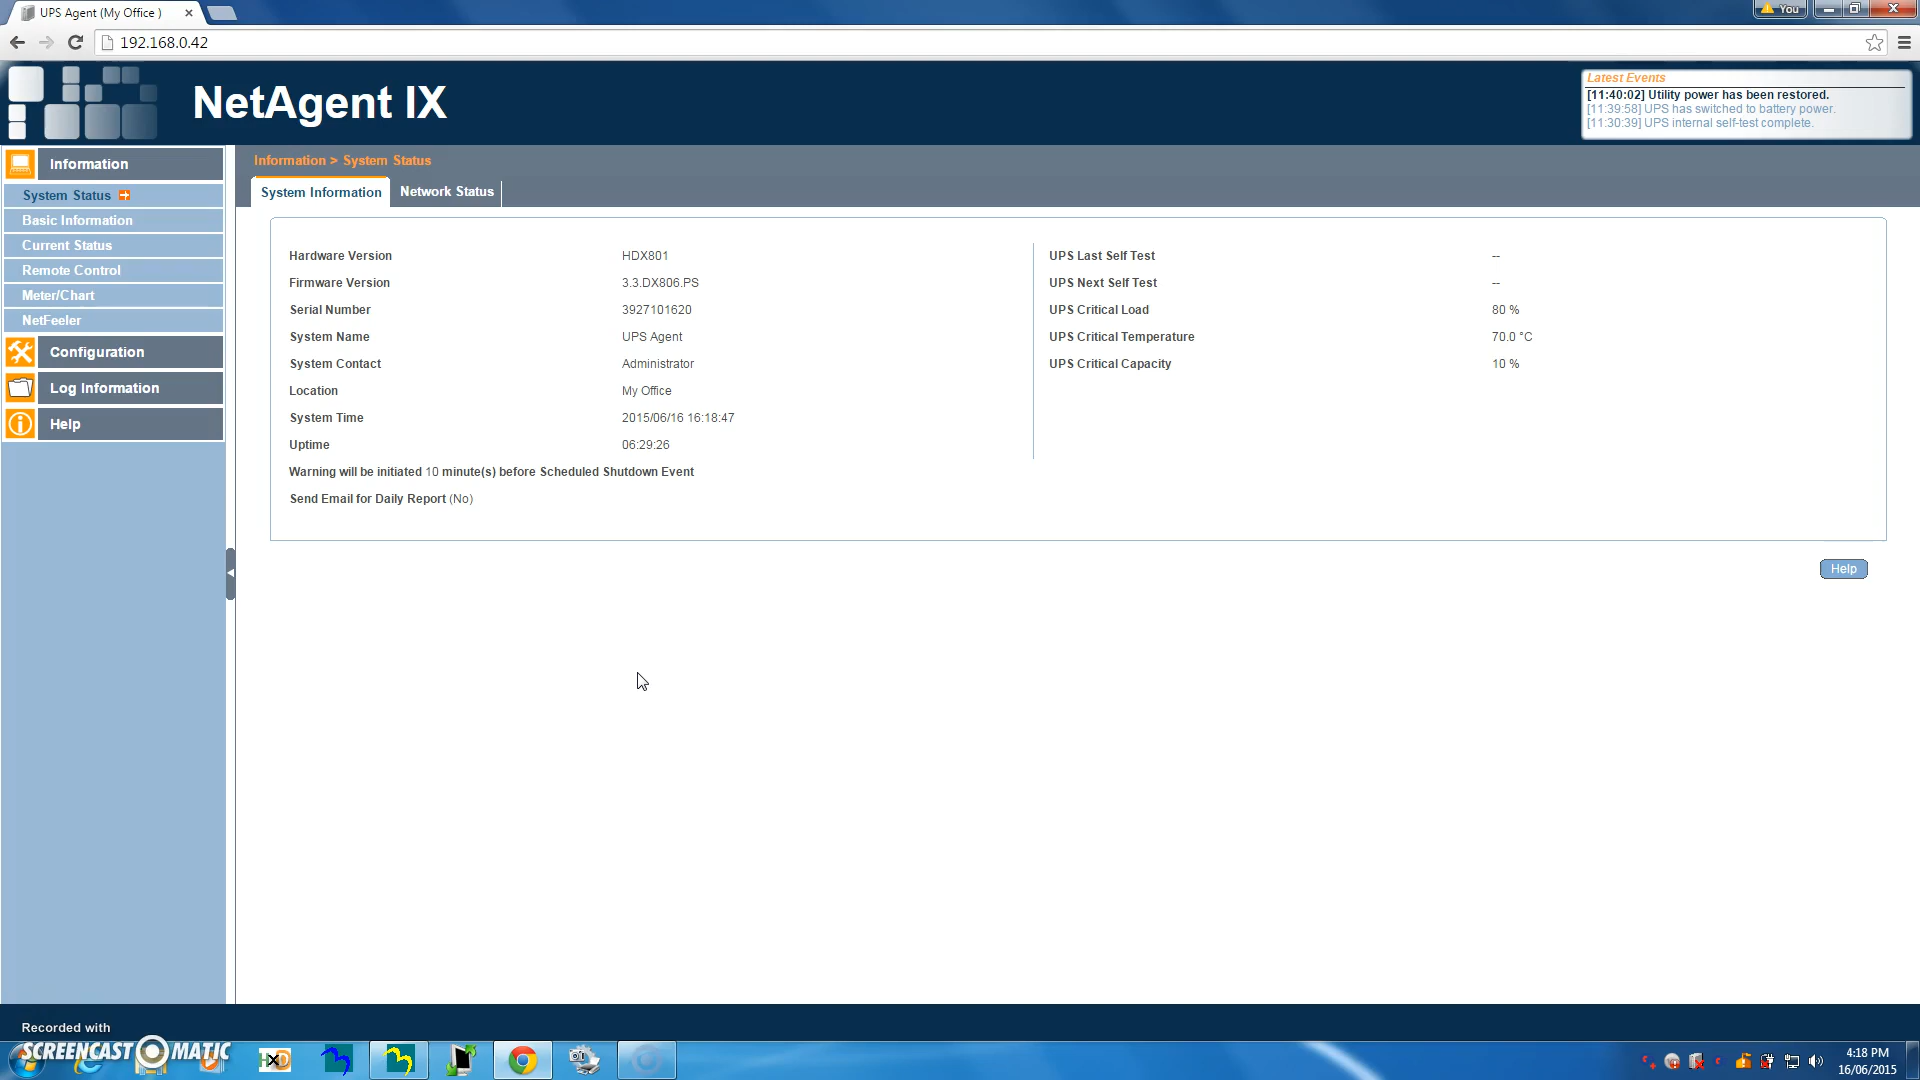 UPS Agent (My Office )
You
192.168.0.42
NetAgent IX
Latest Events
[11:40:02] Utility power has been restored.
[11:39:58] UPS has switched to battery power.
[11:30:39] UPS internal self-test complete.
Information
System Status
Basic Information
Current Status
Remote Control
Meter/Chart
NetFeeler
Configuration
Log Information
Help
Information > System Status
System Information
Network Status
Hardware Version HDX801
Firmware Version 3.3.DX806.PS
Serial Number 3927101620
System Name UPS Agent
System Contact Administrator
Location My Office
System Time 2015/06/16 16:18:47
Uptime 06:29:26
Warning will be initiated 10 minute(s) before Scheduled Shutdown Event
Send Email for Daily Report (No)
UPS Last Self Test --
UPS Next Self Test --
UPS Critical Load 80 %
UPS Critical Temperature 70.0 °C
UPS Critical Capacity 10 %
Help
Recorded with
SCREENCAST MATIC
HxD
4:18 PM
16/06/2015